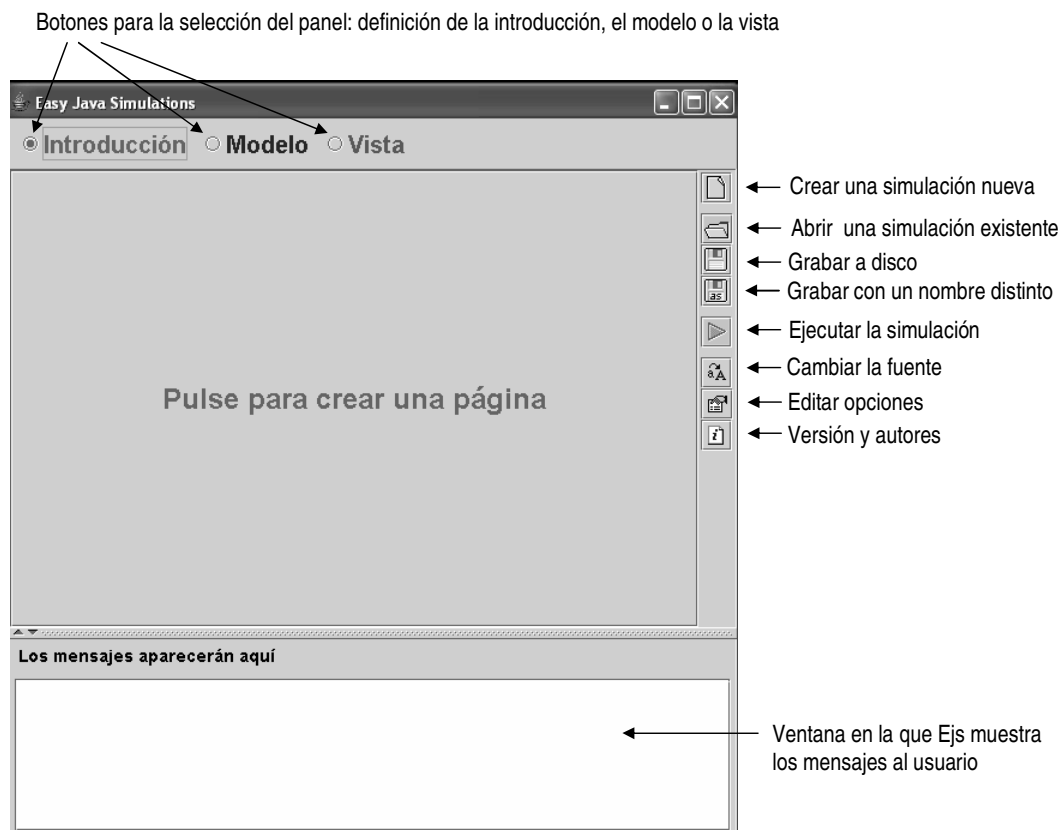 Botones para la selección del panel: definición de la introducción, el modelo o la vista
Easy Java Simulations
Introducción Modelo Vista
Crear una simulación nueva
Abrir una simulación existente
Grabar a disco
as
Grabar con un nombre distinto
Ejecutar la simulación
aA
Cambiar la fuente
Pulse para crear una página
Editar opciones
i
Versión y autores
Los mensajes aparecerán aquí
Ventana en la que Ejs muestra
los mensajes al usuario